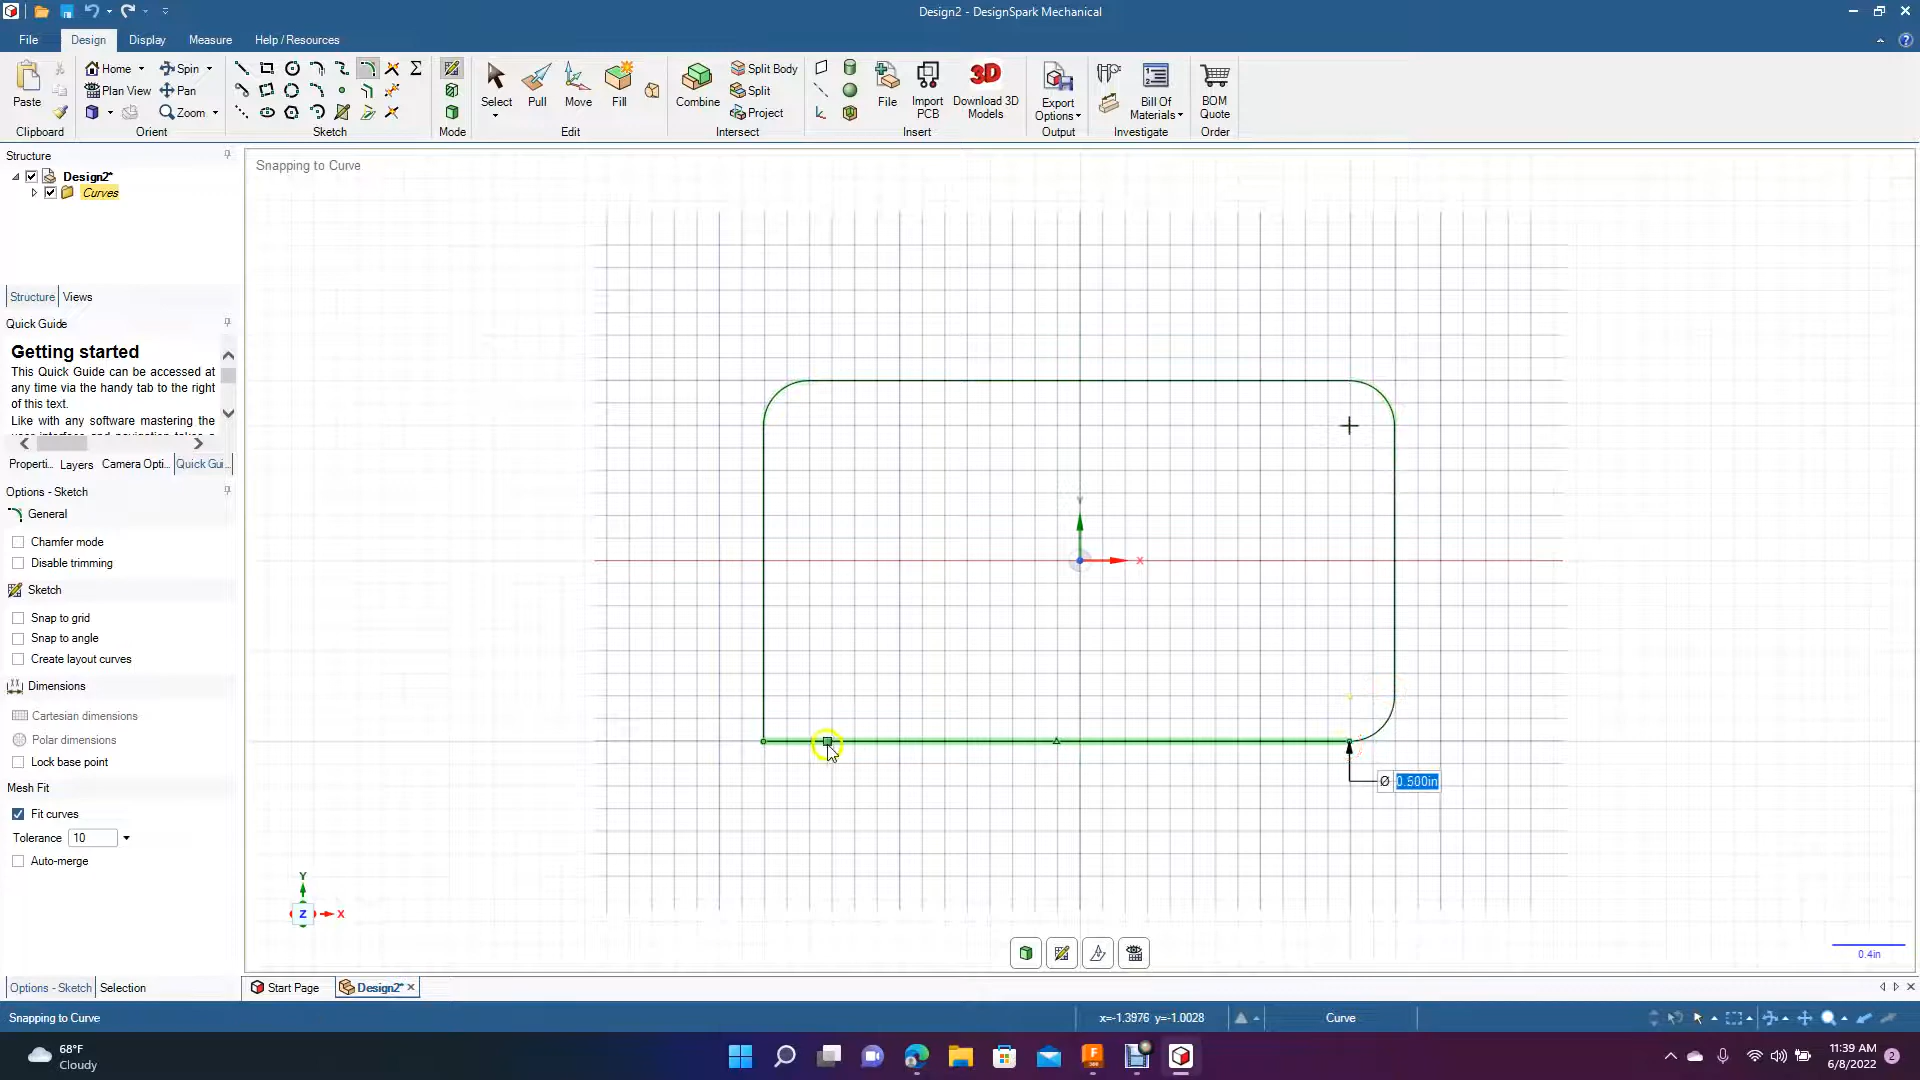 Design2 - DesignSpark Mechanical
File
Design
Display
Measure
Help / Resources
Paste
Home
Plan View
Spin
Pan
Zoom
Select
Pull
Move
Fill
Combine
Split Body
Split
Project
File
Import
PCB
3D
Download 3D
Models
Export
Options
Bill Of
Materials
BOM
Quote
Clipboard
Orient
Sketch
Mode
Edit
Intersect
Insert
Output
Investigate
Order
Structure
Design2*
Curves
Structure
Views
Quick Guide
Getting started
This Quick Guide can be accessed at
any time via the handy tab to the right
of this text.
Like with any software mastering the
Properti...
Layers
Camera Opti...
Quick Gui...
Options - Sketch
General
Chamfer mode
Disable trimming
Sketch
Snap to grid
Snap to angle
Create layout curves
Dimensions
Cartesian dimensions
Polar dimensions
Lock base point
Mesh Fit
Fit curves
Tolerance 10
Auto-merge
Options - Sketch
Selection
Snapping to Curve
Y
X
Ø 0.500in
Y
Z
X
0.4in
Start Page
Design2*
Snapping to Curve
x=-1.3976 y=-1.0028
Curve
68°F
Cloudy
11:39 AM
6/8/2022
2